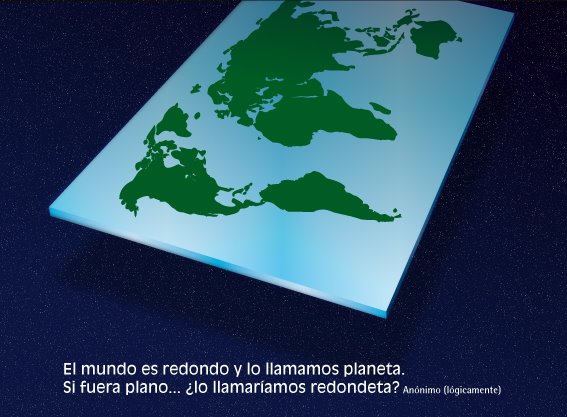 El mundo es redondo y lo llamamos planeta.
Si fuera plano... ¿lo llamaríamos redondeta? Anónimo (lógicamente)